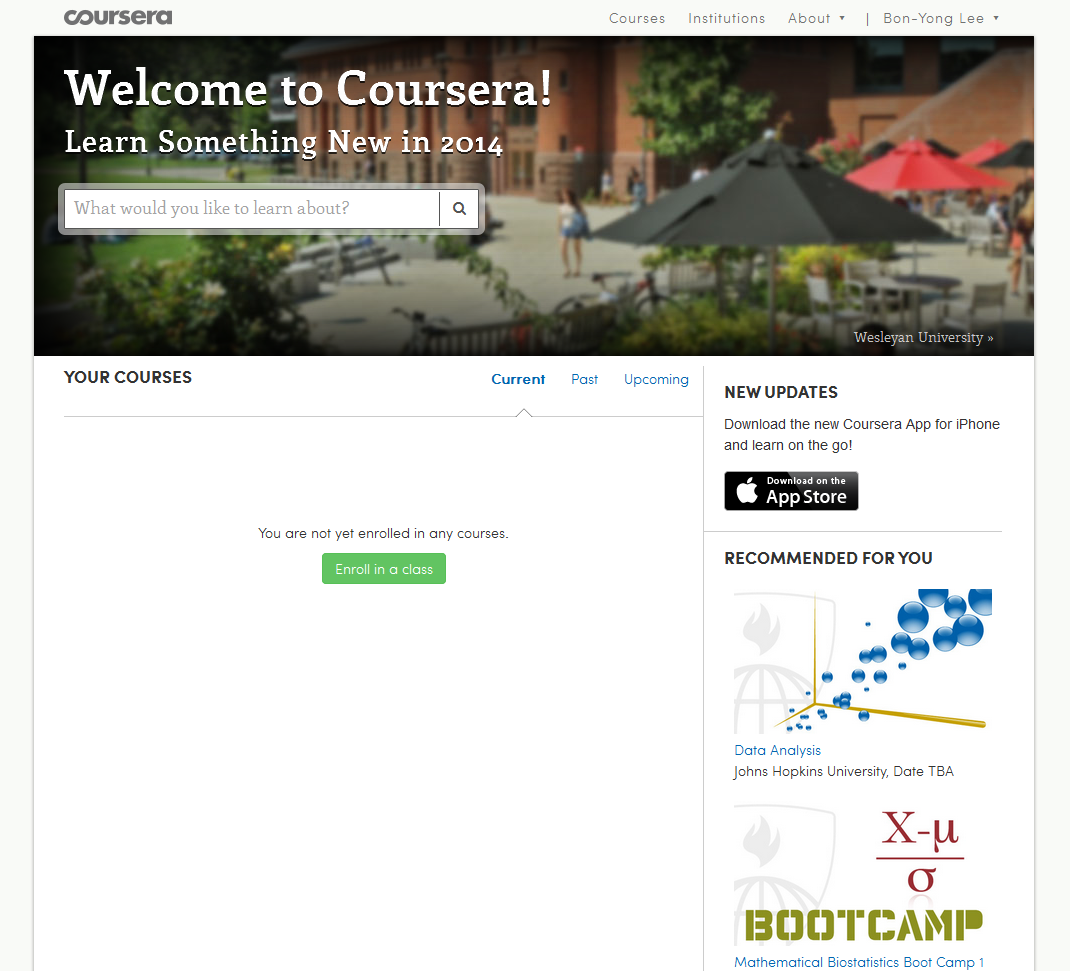 coursera
Courses Institutions About ▾ | Bon-Yong Lee ▾
Welcome to Coursera!
Learn Something New in 2014
What would you like to learn about?
Wesleyan University »
YOUR COURSES
Current Past Upcoming
You are not yet enrolled in any courses.
Enroll in a class
NEW UPDATES
Download the new Coursera App for iPhone
and learn on the go!
Download on the
App Store
RECOMMENDED FOR YOU
Data Analysis
Johns Hopkins University, Date TBA
X-μ
σ
BOOTCAMP
Mathematical Biostatistics Boot Camp 1